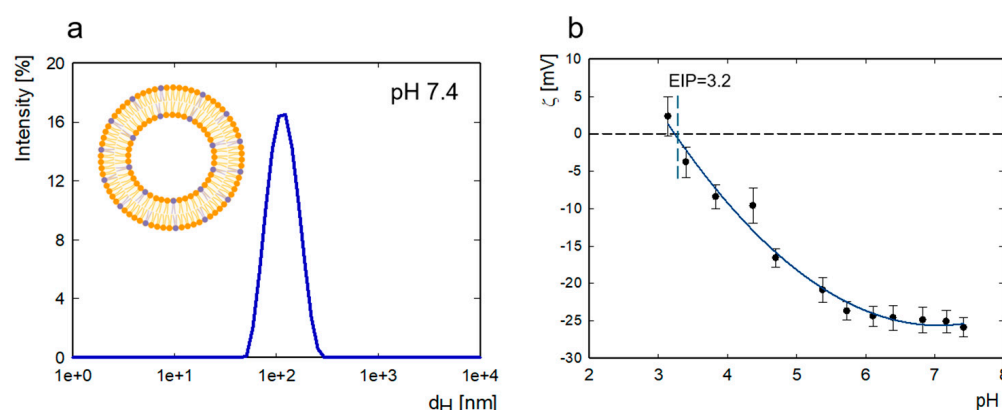 a
Intensity [%]
20
16
12
8
4
0
pH 7.4
1e+0
1e+1
1e+2
1e+3
1e+4
dH [nm]
b
ζ [mV]
10
5
0
-5
-10
-15
-20
-25
-30
EIP=3.2
2
3
4
5
6
7
8
pH